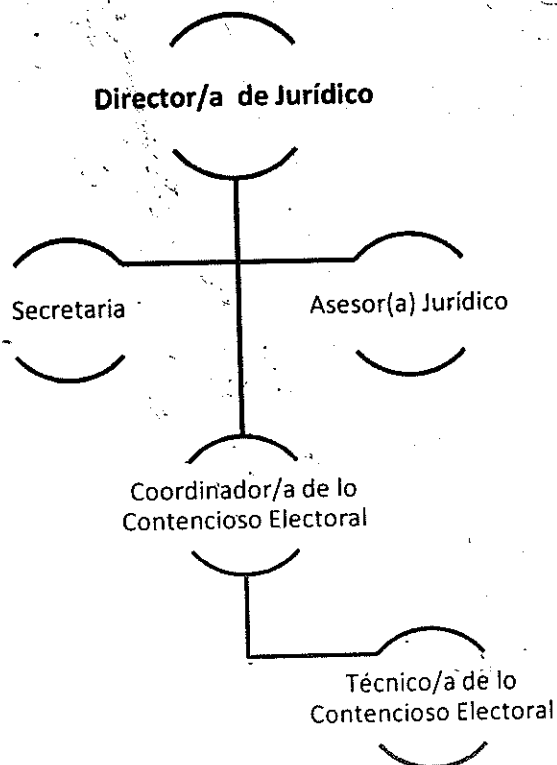 Director/a de Jurídico
Secretaria
Asesor(a) Jurídico
Coordinador/a de lo
Contencioso Electoral
Técnico/a de lo
Contencioso Electoral